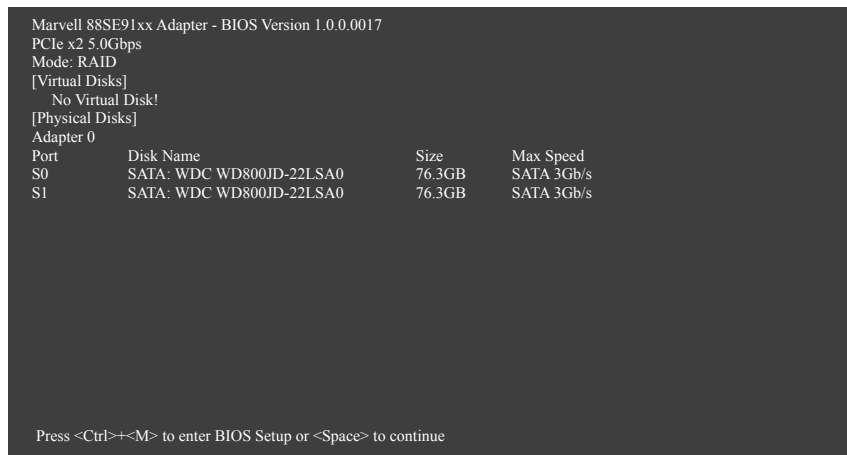 Marvell 88SE91xx Adapter - BIOS Version 1.0.0.0017
PCIe x2 5.0Gbps
Mode: RAID
[Virtual Disks]
No Virtual Disk!
[Physical Disks]
Adapter 0
Port Disk Name Size Max Speed
S0 SATA: WDC WD800JD-22LSA0 76.3GB SATA 3Gb/s
S1 SATA: WDC WD800JD-22LSA0 76.3GB SATA 3Gb/s
Press <Ctrl>+<M> to enter BIOS Setup or <Space> to continue